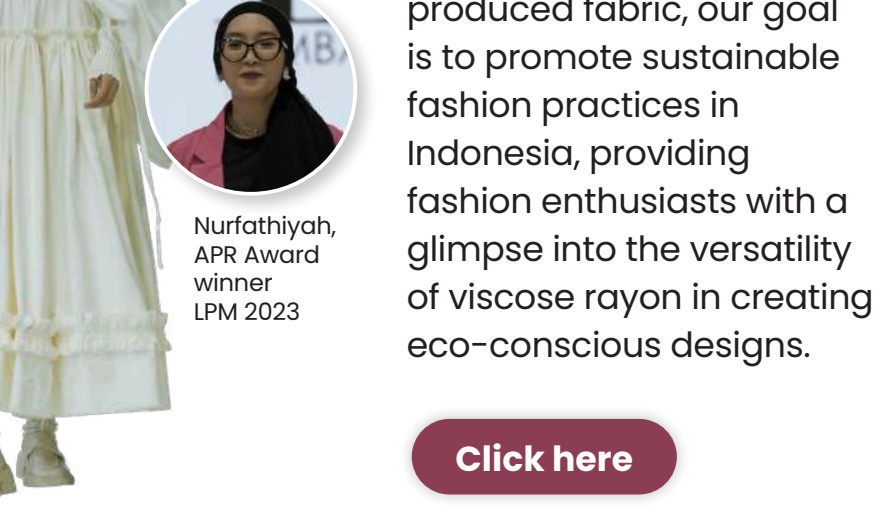 produced fabric, our goal
is to promote sustainable
fashion practices in
Indonesia, providing
fashion enthusiasts with a
glimpse into the versatility
of viscose rayon in creating
eco-conscious designs.
Click here
Nurfathiyah,
APR Award
winner
LPM 2023